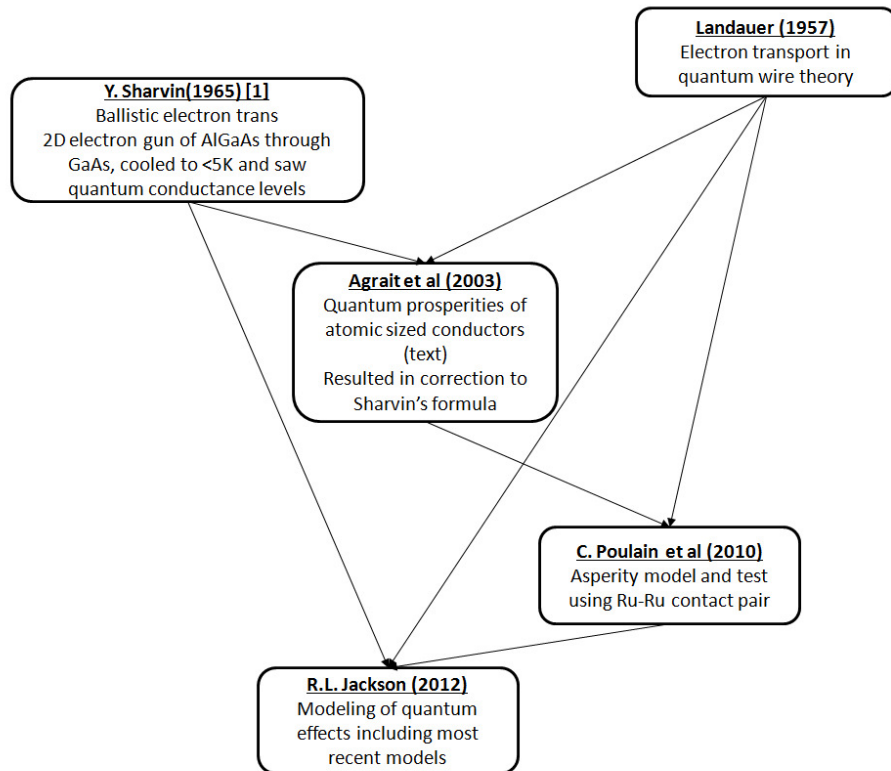 Landauer (1957)
Electron transport in
quantum wire theory
Y. Sharvin(1965) [1]
Ballistic electron trans
2D electron gun of AlGaAs through
GaAs, cooled to <5K and saw
quantum conductance levels
Agrait et al (2003)
Quantum prosperities of
atomic sized conductors
(text)
Resulted in correction to
Sharvin's formula
C. Poulain et al (2010)
Asperity model and test
using Ru-Ru contact pair
R.L. Jackson (2012)
Modeling of quantum
effects including most
recent models